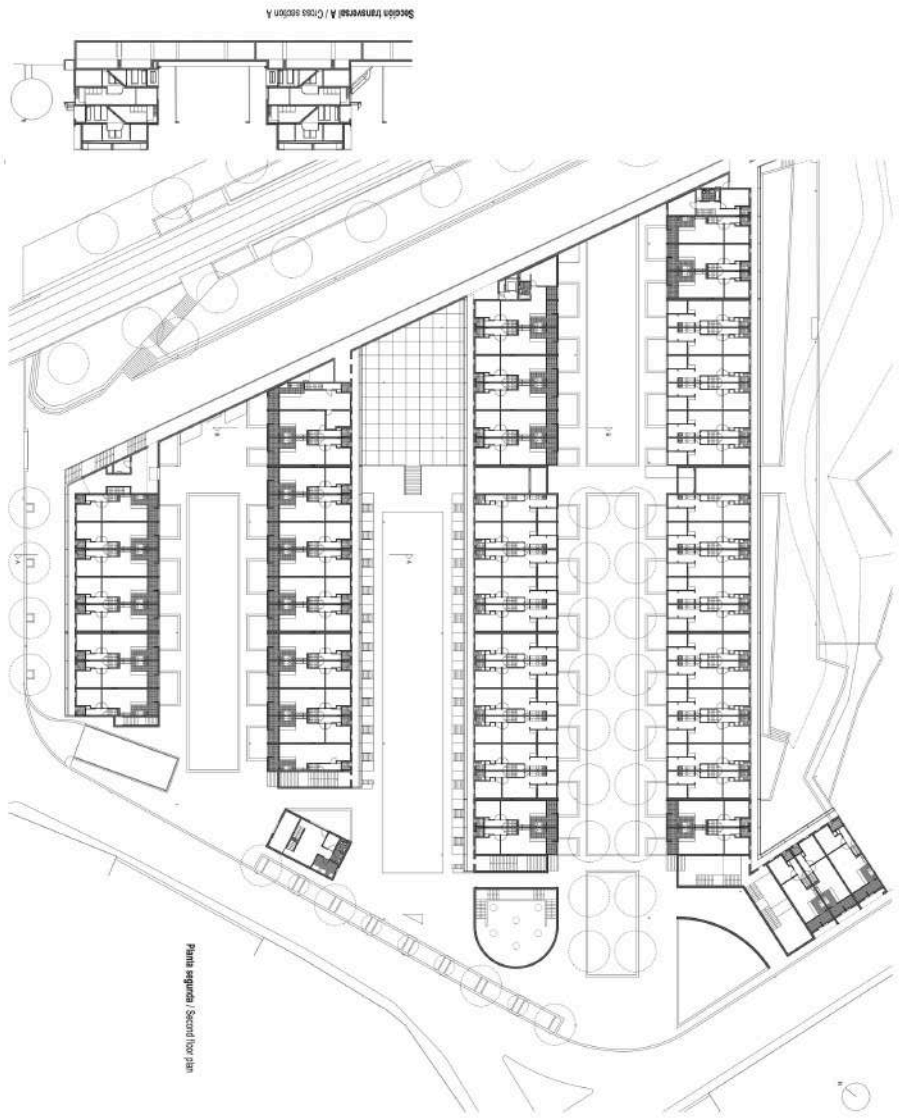 Sección transversal A / Cross section A
Planta segunda / Second floor plan